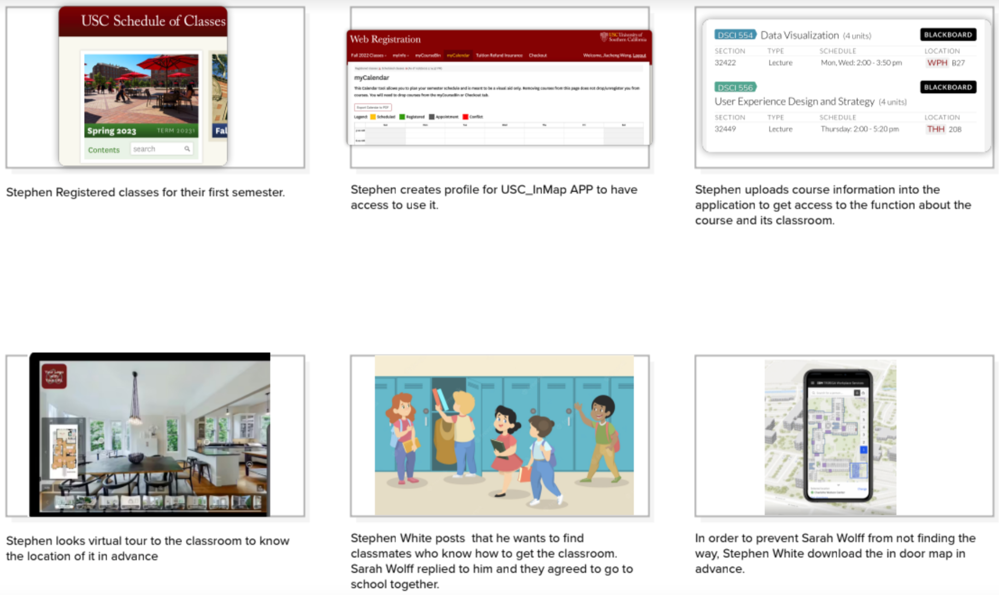 USC Schedule of Classes
Spring 2023 TERM 20231
Fal
Contents search
Stephen Registered classes for their first semester.
Web Registration
USC University of
Southern California
Fall 2022 Classes myInfo myCourseBin myCalendar Tuition Refund Insurance Checkout Welcome, Jiacheng Wang. Logout
myCalendar
This Calendar tool allows you to plan your semester schedule and is meant to be a visual aid only. Removing courses from this page does not drop/unregister you from
courses. You will need to drop courses from the myCourseBin or Checkout tab.
Export Calendar to PDF
Legend: Scheduled Registered Appointment Conflict
Sun Mon Tue Wed Thu Fri Sat
Stephen creates profile for USC_InMap APP to have
access to use it.
DSCI 554 Data Visualization (4 units) BLACKBOARD
SECTION TYPE SCHEDULE LOCATION
32422 Lecture Mon, Wed: 2:00 - 3:50 pm WPH B27
DSCI 556 BLACKBOARD
User Experience Design and Strategy (4 units)
SECTION TYPE SCHEDULE LOCATION
32449 Lecture Thursday: 2:00 - 5:20 pm THH 208
Stephen uploads course information into the
application to get access to the function about the
course and its classroom.
Your Logo
with
Your URL
Stephen looks virtual tour to the classroom to know
the location of it in advance
Stephen White posts that he wants to find
classmates who know how to get the classroom.
Sarah Wolff replied to him and they agreed to go to
school together.
IBM TRIRIGA Workplace Services
Change
In order to prevent Sarah Wolff from not finding the
way, Stephen White download the in door map in
advance.